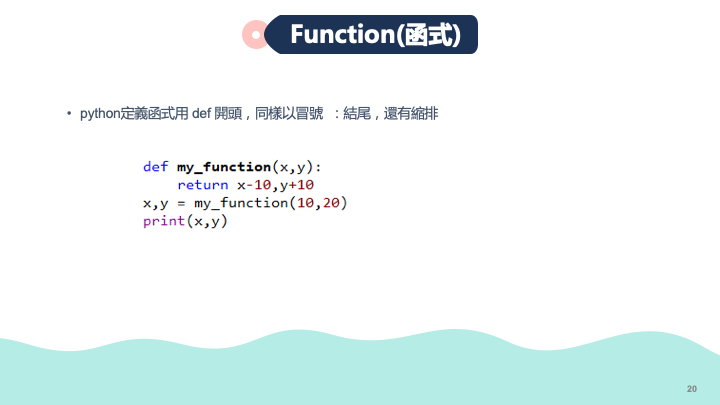 Function(函式)
• python定義函式用 def 開頭，同樣以冒號 ：結尾，還有縮排
def my_function(x,y):
    return x-10,y+10
x,y = my_function(10,20)
print(x,y)
20